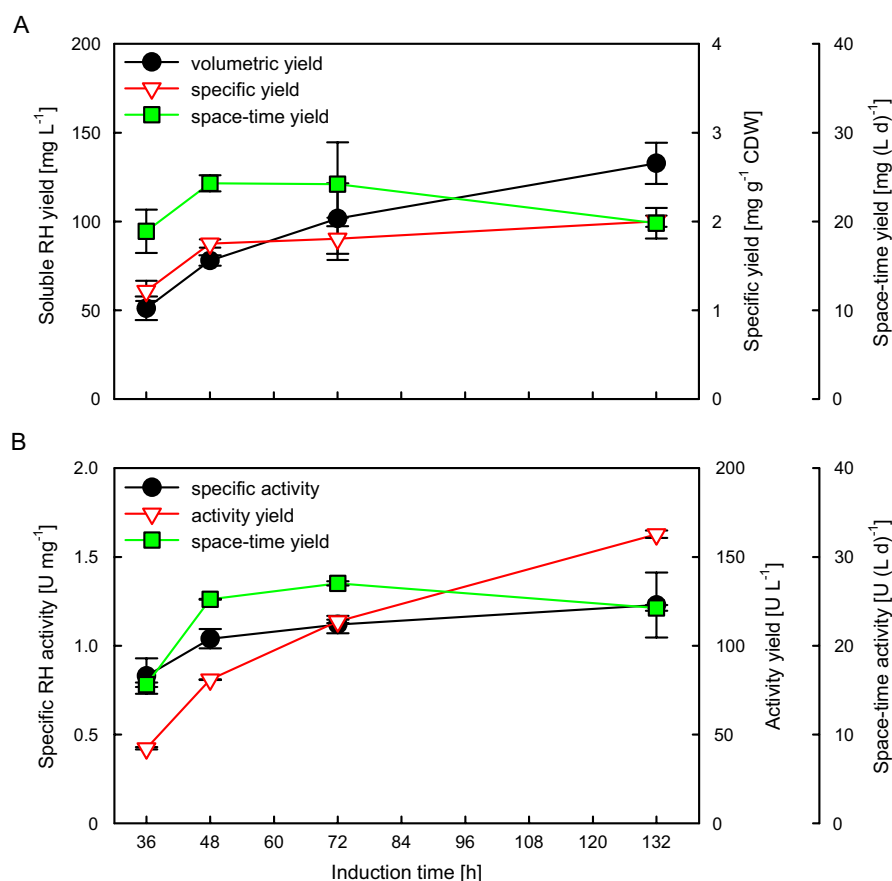 A
200
150
100
50
0
Soluble RH yield [mg L⁻¹]
volumetric yield
specific yield
space-time yield
4
3
2
1
0
Specific yield [mg g⁻¹ CDW]
40
30
20
10
0
Space-time yield [mg (L d)⁻¹]
B
2.0
1.5
1.0
0.5
0
Specific RH activity [U mg⁻¹]
specific activity
activity yield
space-time yield
200
150
100
50
0
Activity yield [U L⁻¹]
40
30
20
10
0
Space-time activity [U (L d)⁻¹]
36 48 60 72 84 96 108 120 132
Induction time [h]